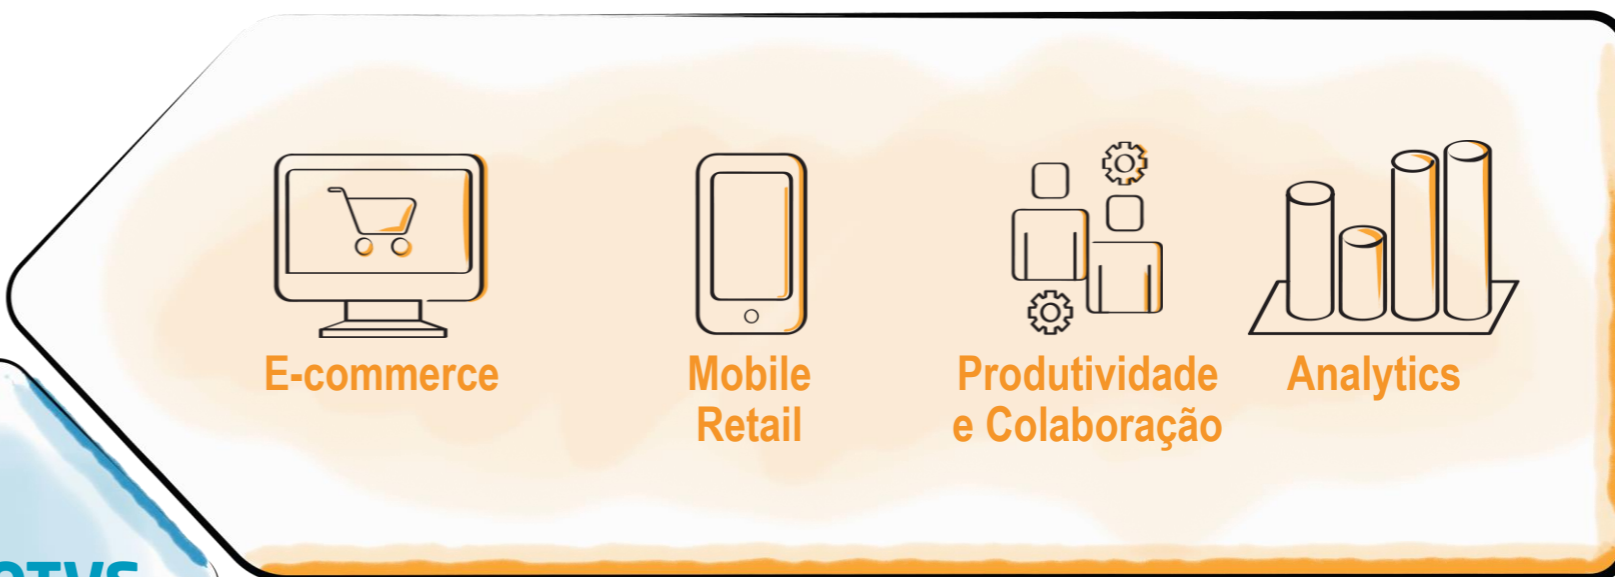 E-commerce
Mobile
Retail
Produtividade
e Colaboração
Analytics